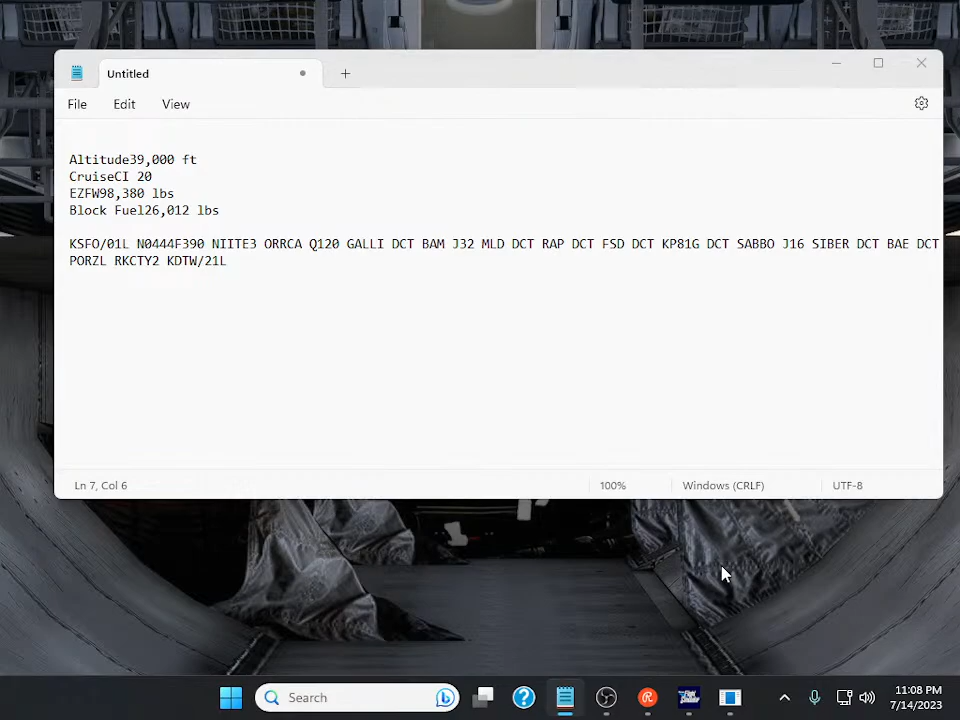 Untitled
File Edit View
Altitude39,000 ft
CruiseCI 20
EZFW98,380 lbs
Block Fuel26,012 lbs
KSFO/01L N0444F390 NIITE3 ORRCA Q120 GALLI DCT BAM J32 MLD DCT RAP DCT FSD DCT KP81G DCT SABBO J16 SIBER DCT BAE DCT
PORZL RKCTY2 KDTW/21L
Ln 7, Col 6 100% Windows (CRLF) UTF-8
Search
11:08 PM
7/14/2023